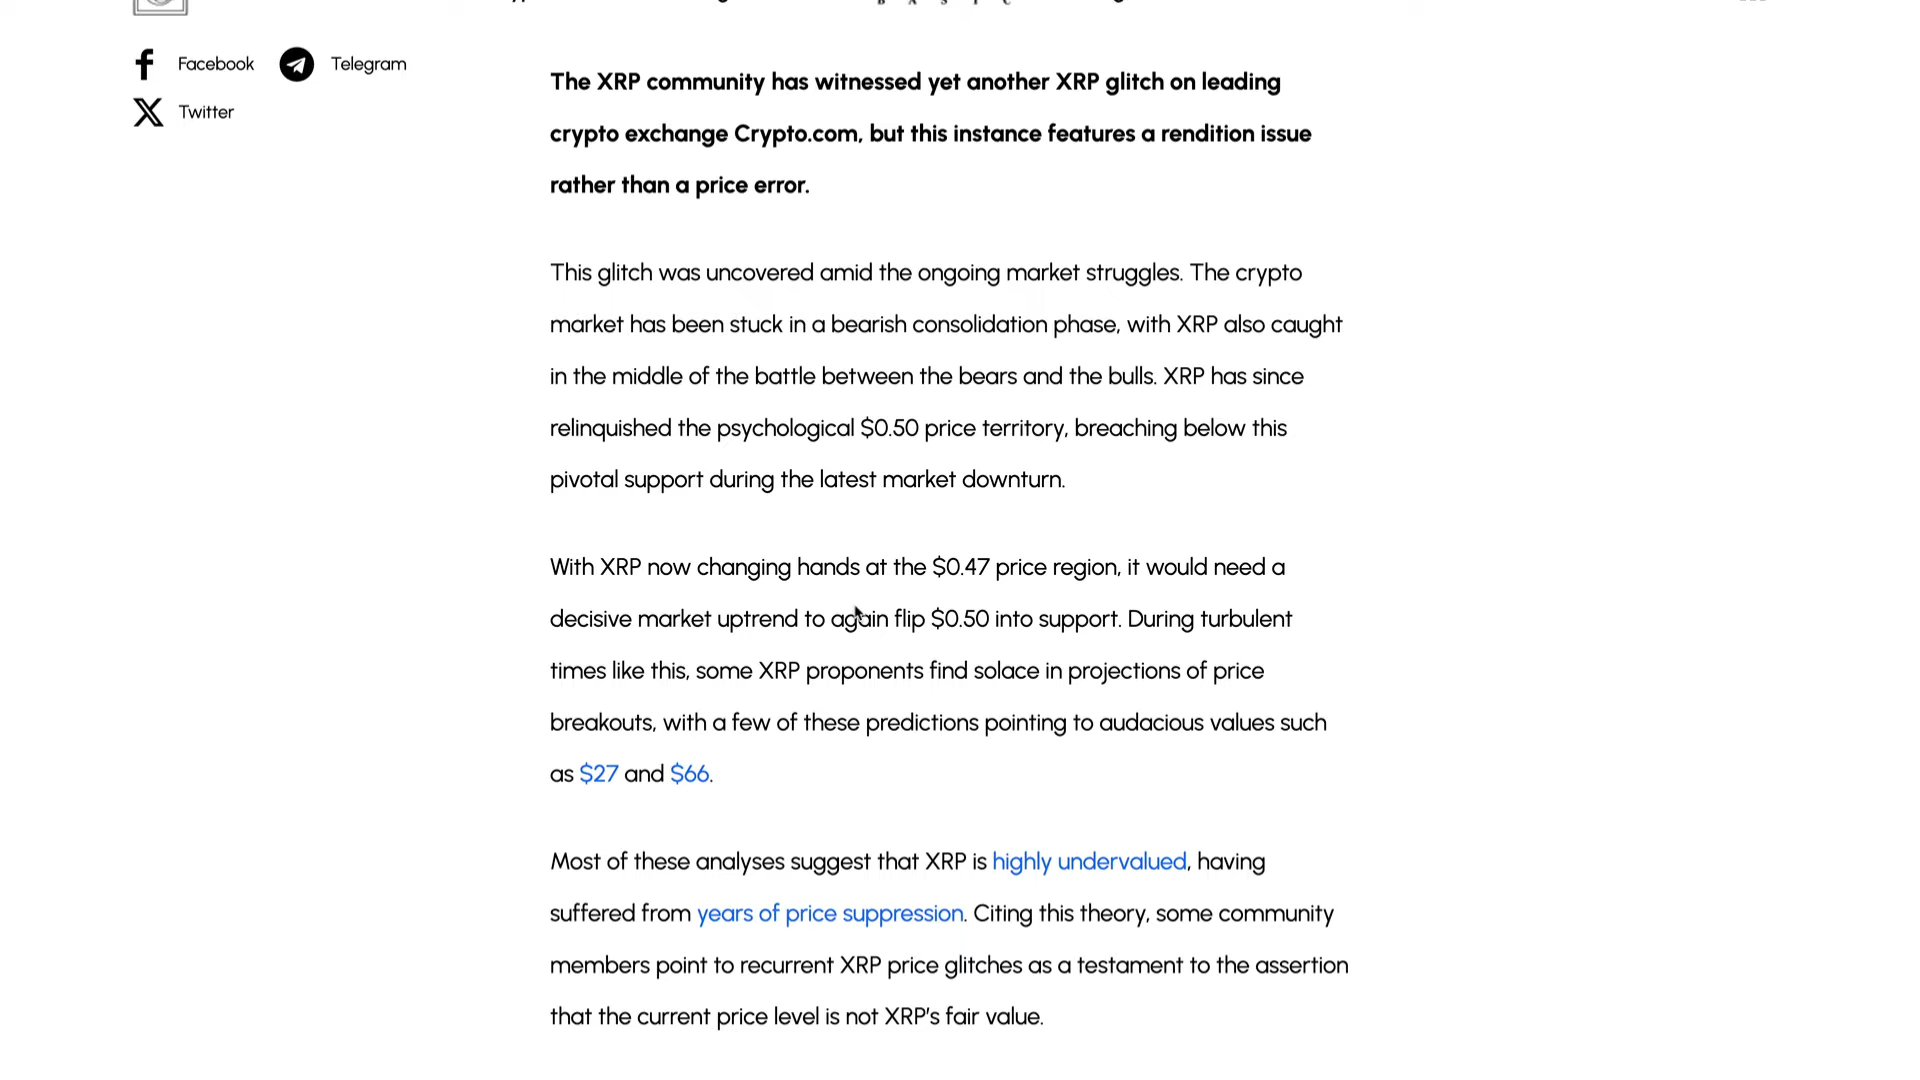 Facebook
Telegram
Twitter
The XRP community has witnessed yet another XRP glitch on leading
crypto exchange Crypto.com, but this instance features a rendition issue
rather than a price error.
This glitch was uncovered amid the ongoing market struggles. The crypto
market has been stuck in a bearish consolidation phase, with XRP also caught
in the middle of the battle between the bears and the bulls. XRP has since
relinquished the psychological $0.50 price territory, breaching below this
pivotal support during the latest market downturn.
With XRP now changing hands at the $0.47 price region, it would need a
decisive market uptrend to again flip $0.50 into support. During turbulent
times like this, some XRP proponents find solace in projections of price
breakouts, with a few of these predictions pointing to audacious values such
as $27 and $66.
Most of these analyses suggest that XRP is highly undervalued, having
suffered from years of price suppression. Citing this theory, some community
members point to recurrent XRP price glitches as a testament to the assertion
that the current price level is not XRP's fair value.